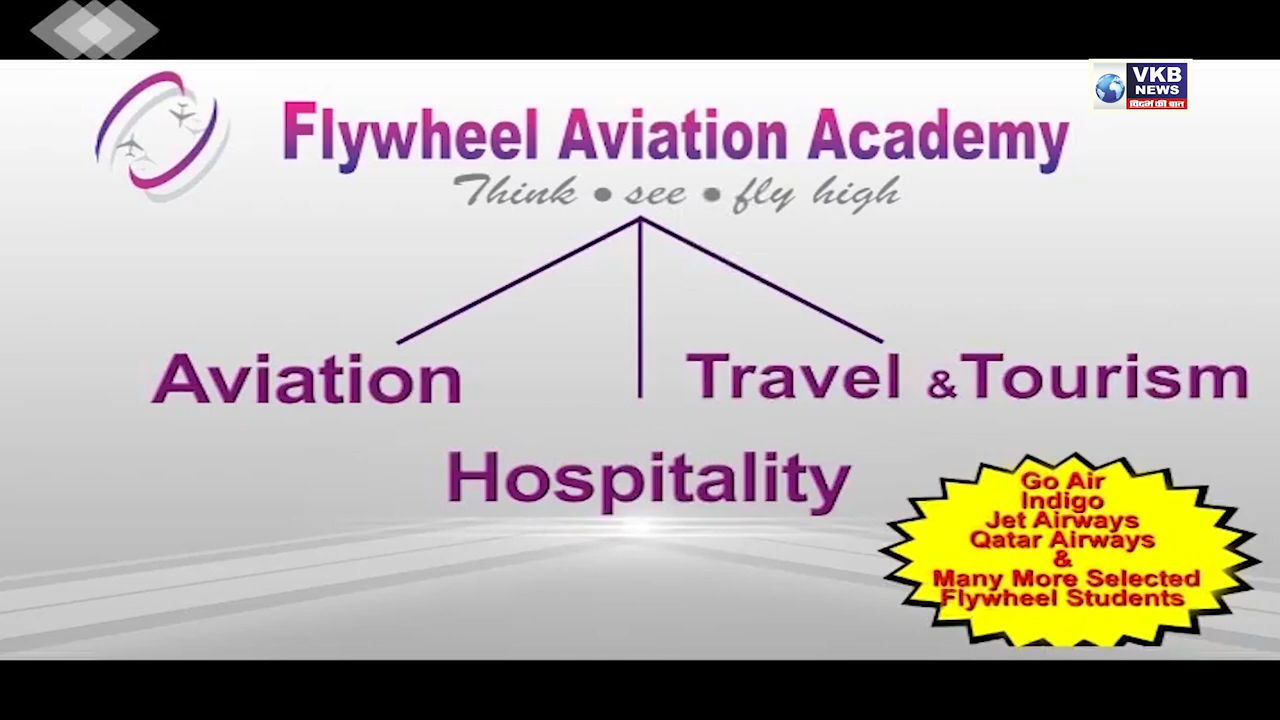 VKB
NEWS
विदर्भ की बात
Flywheel Aviation Academy
Think • see • fly high
Aviation
Travel & Tourism
Hospitality
Go Air
Indigo
Jet Airways
Qatar Airways
&
Many More Selected
Flywheel Students